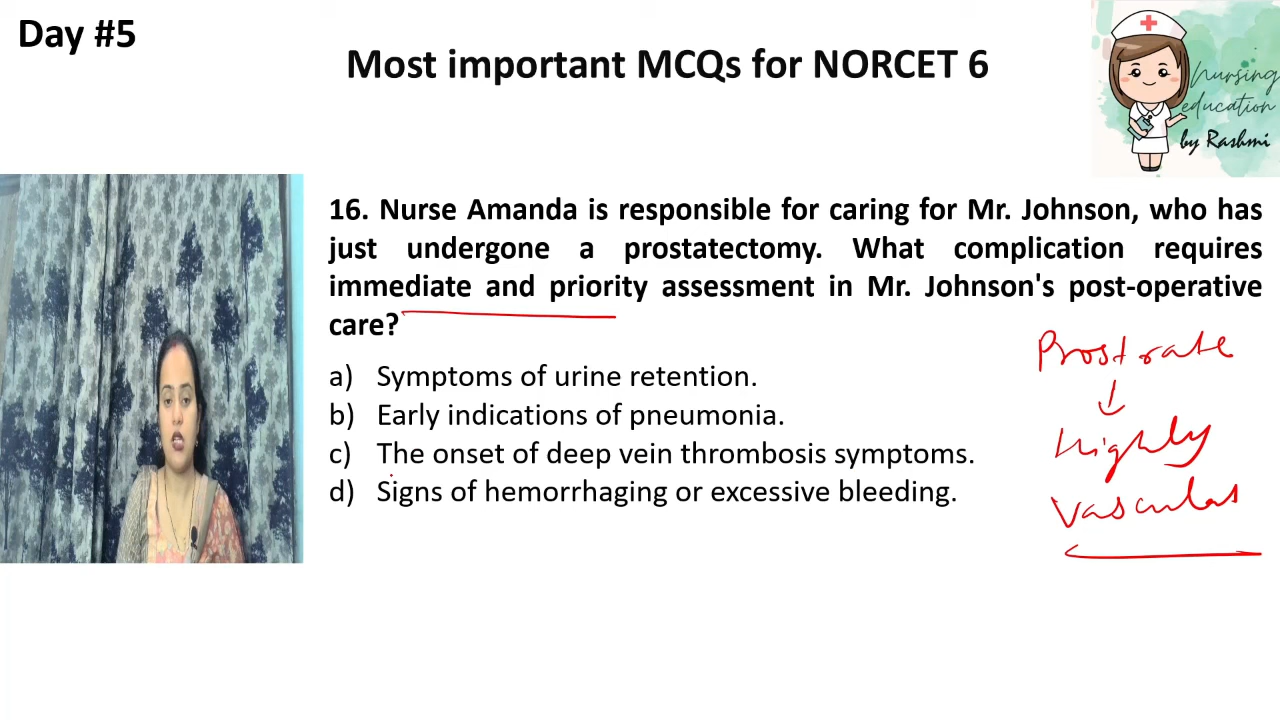 Day #5
Most important MCQs for NORCET 6
nursing
education
by Rashmi
16. Nurse Amanda is responsible for caring for Mr. Johnson, who has
just undergone a prostatectomy. What complication requires
immediate and priority assessment in Mr. Johnson's post-operative
care?
a) Symptoms of urine retention.
b) Early indications of pneumonia.
c) The onset of deep vein thrombosis symptoms.
d) Signs of hemorrhaging or excessive bleeding.
Prostrate
Highly
Vascular